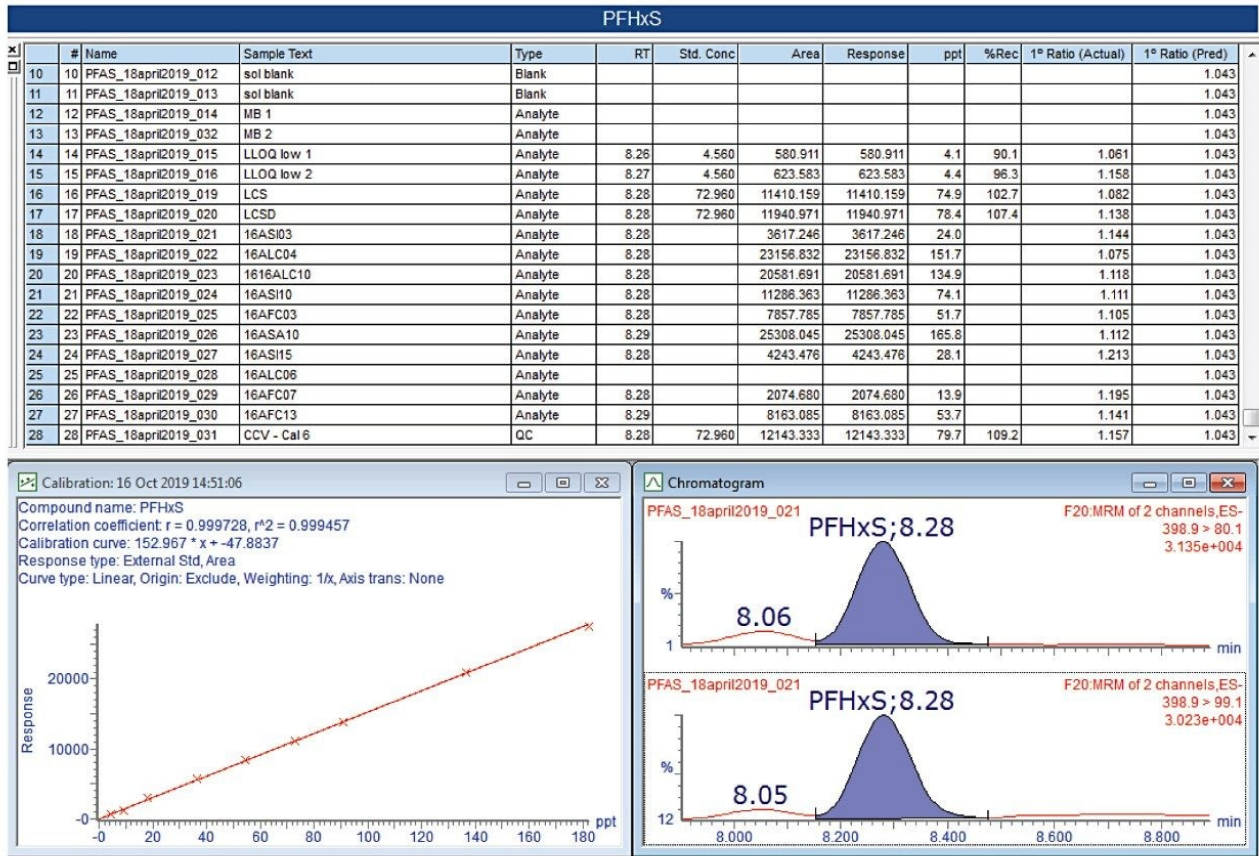 PFHxS
# Name Sample Text Type RT Std. Conc Area Response ppt %Rec 1º Ratio (Actual) 1º Ratio (Pred)
10 10 PFAS_18april2019_012 sol blank Blank 1.043
11 11 PFAS_18april2019_013 sol blank Blank 1.043
12 12 PFAS_18april2019_014 MB 1 Analyte 1.043
13 13 PFAS_18april2019_032 MB 2 Analyte 1.043
14 14 PFAS_18april2019_015 LLOQ low 1 Analyte 8.26 4.560 580.911 580.911 4.1 90.1 1.061 1.043
15 15 PFAS_18april2019_016 LLOQ low 2 Analyte 8.27 4.560 623.583 623.583 4.4 96.3 1.158 1.043
16 16 PFAS_18april2019_019 LCS Analyte 8.28 72.960 11410.159 11410.159 74.9 102.7 1.082 1.043
17 17 PFAS_18april2019_020 LCSD Analyte 8.28 72.960 11940.971 11940.971 78.4 107.4 1.138 1.043
18 18 PFAS_18april2019_021 16ASI03 Analyte 8.28 3617.246 3617.246 24.0 1.144 1.043
19 19 PFAS_18april2019_022 16ALC04 Analyte 8.28 23156.832 23156.832 151.7 1.075 1.043
20 20 PFAS_18april2019_023 1616ALC10 Analyte 8.28 20581.691 20581.691 134.9 1.118 1.043
21 21 PFAS_18april2019_024 16ASI10 Analyte 8.28 11286.363 11286.363 74.1 1.111 1.043
22 22 PFAS_18april2019_025 16AFC03 Analyte 8.28 7857.785 7857.785 51.7 1.105 1.043
23 23 PFAS_18april2019_026 16ASA10 Analyte 8.29 25308.045 25308.045 165.8 1.112 1.043
24 24 PFAS_18april2019_027 16ASI15 Analyte 8.28 4243.476 4243.476 28.1 1.213 1.043
25 25 PFAS_18april2019_028 16ALC06 Analyte 1.043
26 26 PFAS_18april2019_029 16AFC07 Analyte 8.28 2074.680 2074.680 13.9 1.195 1.043
27 27 PFAS_18april2019_030 16AFC13 Analyte 8.29 8163.085 8163.085 53.7 1.141 1.043
28 28 PFAS_18april2019_031 CCV - Cal 6 QC 8.28 72.960 12143.333 12143.333 79.7 109.2 1.157 1.043
Calibration: 16 Oct 2019 14:51:06
Compound name: PFHxS
Correlation coefficient: r = 0.999728, r^2 = 0.999457
Calibration curve: 152.967 * x + -47.8837
Response type: External Std, Area
Curve type: Linear, Origin: Exclude, Weighting: 1/x, Axis trans: None
Response
20000
10000
-0
-0 20 40 60 80 100 120 140 160 180 ppt
Chromatogram
PFAS_18april2019_021
F20:MRM of 2 channels,ES-
398.9 > 80.1
3.135e+004
PFHxS;8.28
8.06
%
1
min
PFAS_18april2019_021
F20:MRM of 2 channels,ES-
398.9 > 99.1
3.023e+004
PFHxS;8.28
8.05
%
12
min
8.000 8.200 8.400 8.600 8.800